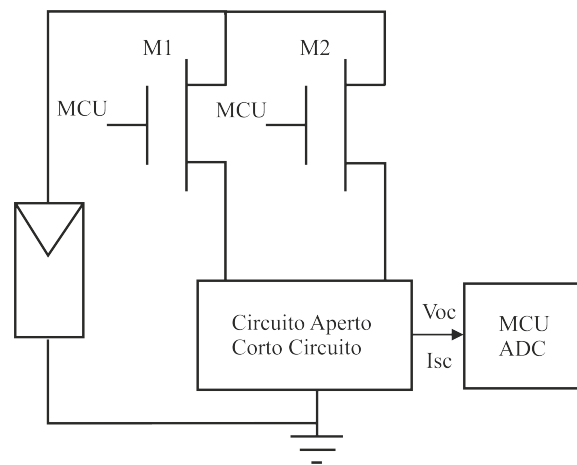 M1
M2
MCU
MCU
Circuito Aperto
Corto Circuito
Voc
Isc
MCU
ADC